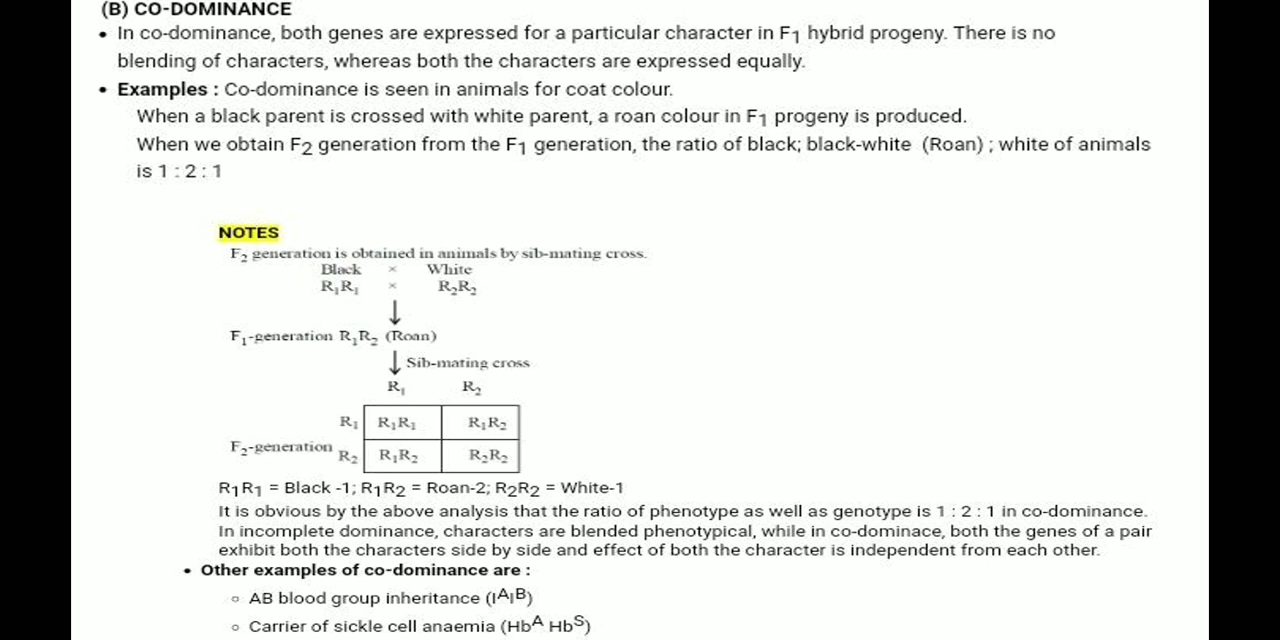 (B) CO-DOMINANCE
• In co-dominance, both genes are expressed for a particular character in F₁ hybrid progeny. There is no
blending of characters, whereas both the characters are expressed equally.
• Examples : Co-dominance is seen in animals for coat colour.
When a black parent is crossed with white parent, a roan colour in F₁ progeny is produced.
When we obtain F₂ generation from the F₁ generation, the ratio of black; black-white (Roan) ; white of animals
is 1 : 2 : 1
NOTES
F₂ generation is obtained in animals by sib-mating cross.
Black × White
R₁R₁ × R₂R₂
↓
F₁-generation R₁R₂ (Roan)
↓ Sib-mating cross
R₁ R₂
R₁ R₁R₁ R₁R₂
F₂-generation
R₂ R₁R₂ R₂R₂
R₁R₁ = Black -1; R₁R₂ = Roan-2; R₂R₂ = White-1
It is obvious by the above analysis that the ratio of phenotype as well as genotype is 1 : 2 : 1 in co-dominance.
In incomplete dominance, characters are blended phenotypical, while in co-dominace, both the genes of a pair
exhibit both the characters side by side and effect of both the character is independent from each other.
• Other examples of co-dominance are :
◦ AB blood group inheritance (IᴬIᴮ)
◦ Carrier of sickle cell anaemia (Hbᴬ Hbˢ)